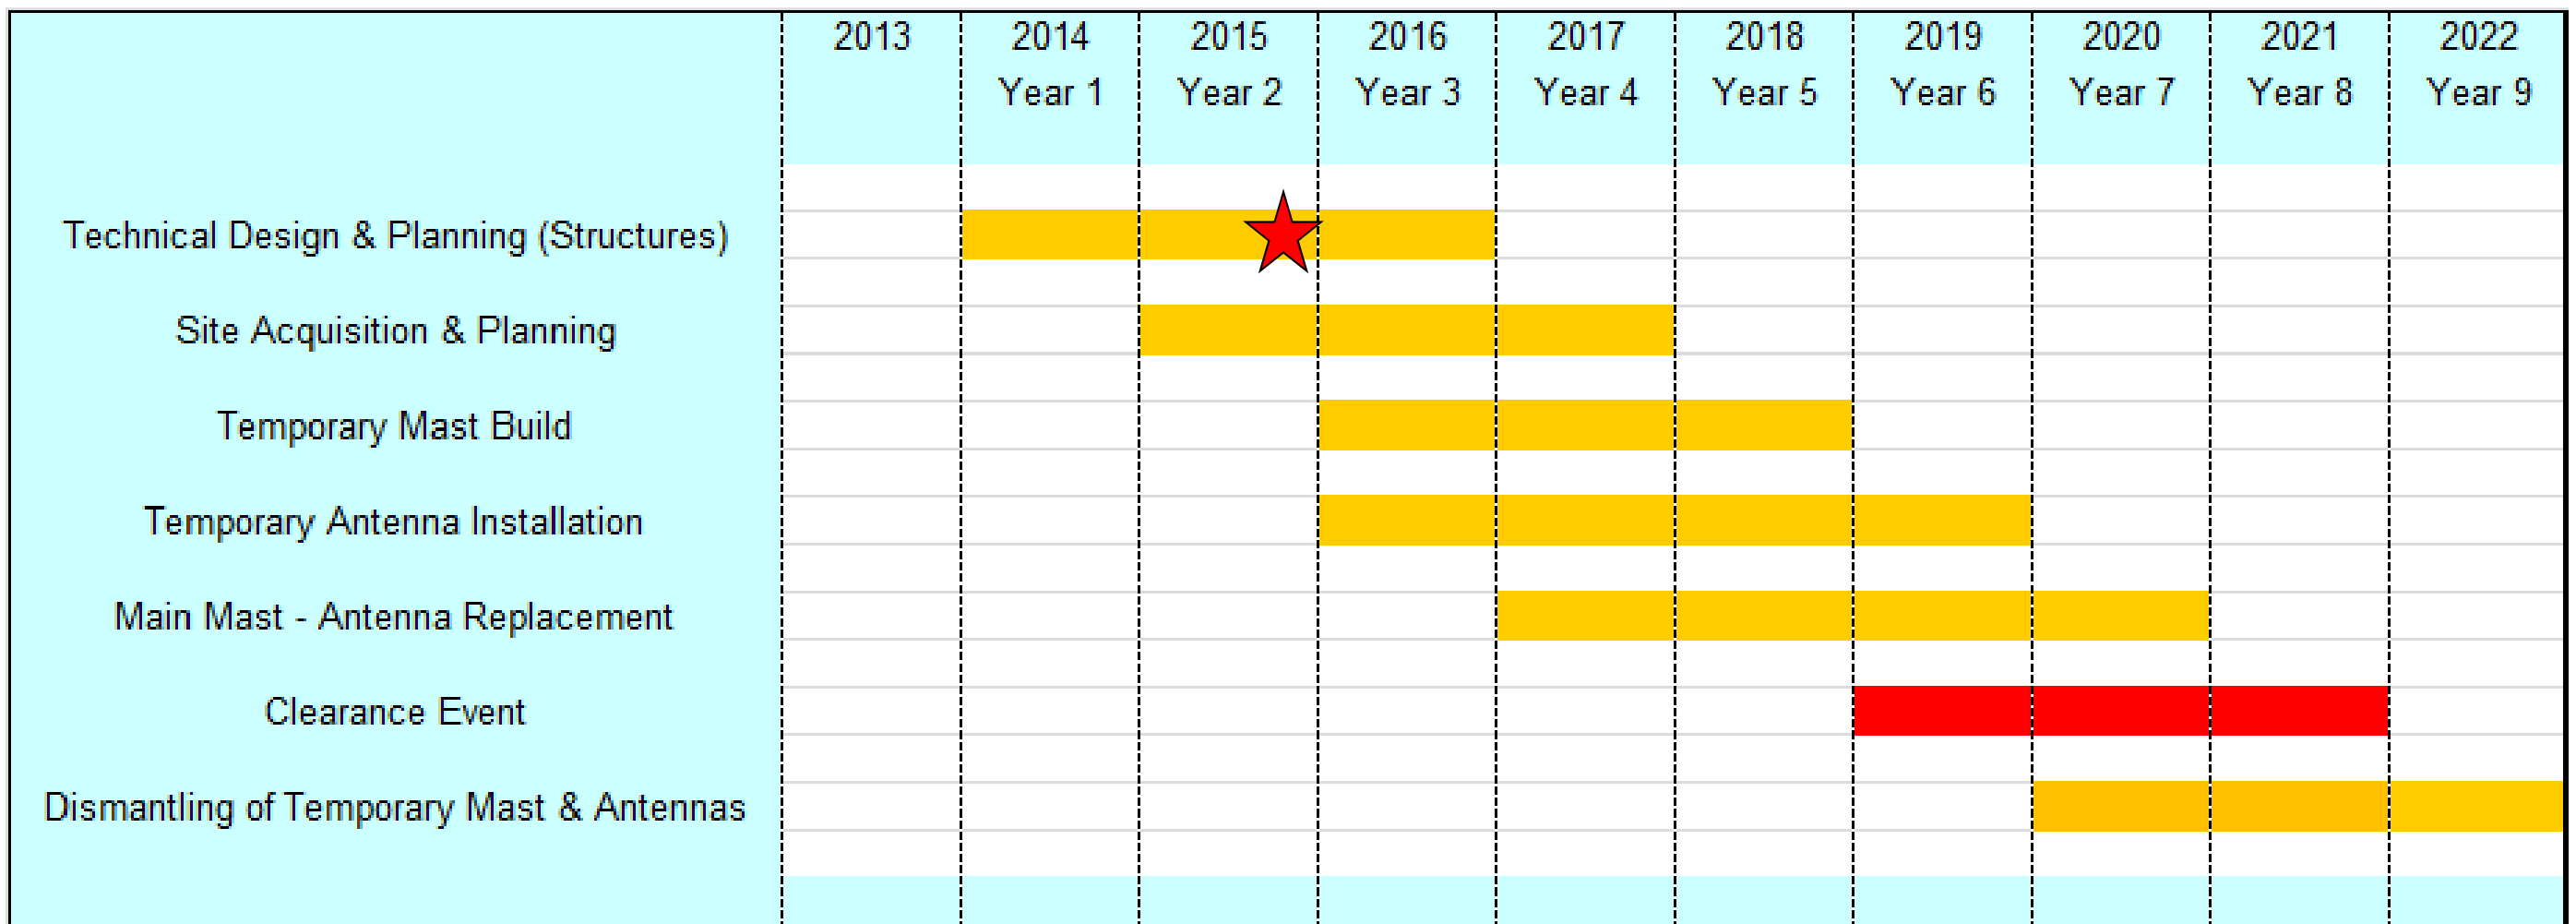 2013 2014 2015 2016 2017 2018 2019 2020 2021 2022
Year 1 Year 2 Year 3 Year 4 Year 5 Year 6 Year 7 Year 8 Year 9
Technical Design & Planning (Structures)
Site Acquisition & Planning
Temporary Mast Build
Temporary Antenna Installation
Main Mast - Antenna Replacement
Clearance Event
Dismantling of Temporary Mast & Antennas